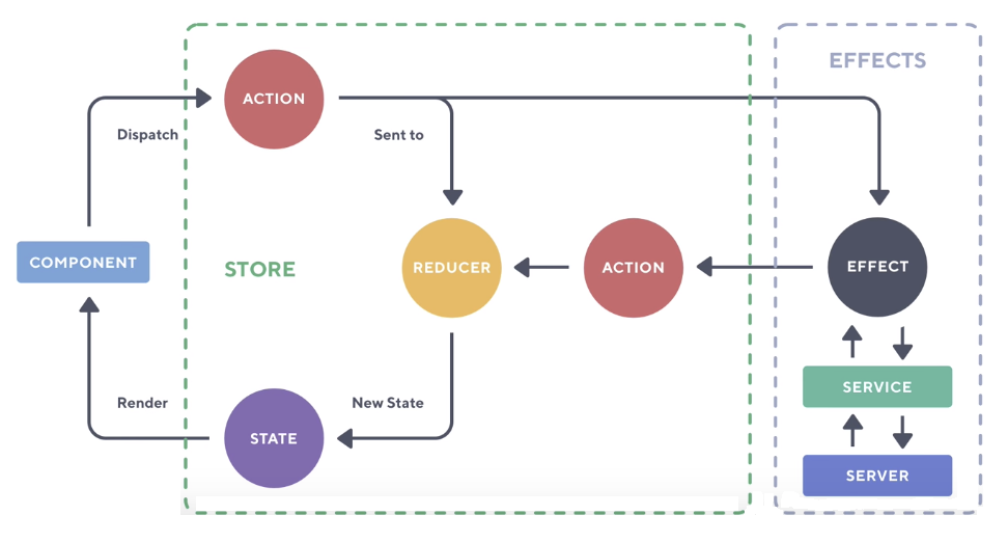 EFFECTS
ACTION
Dispatch
Sent to
COMPONENT
STORE
REDUCER
ACTION
EFFECT
Render
New State
STATE
SERVICE
SERVER